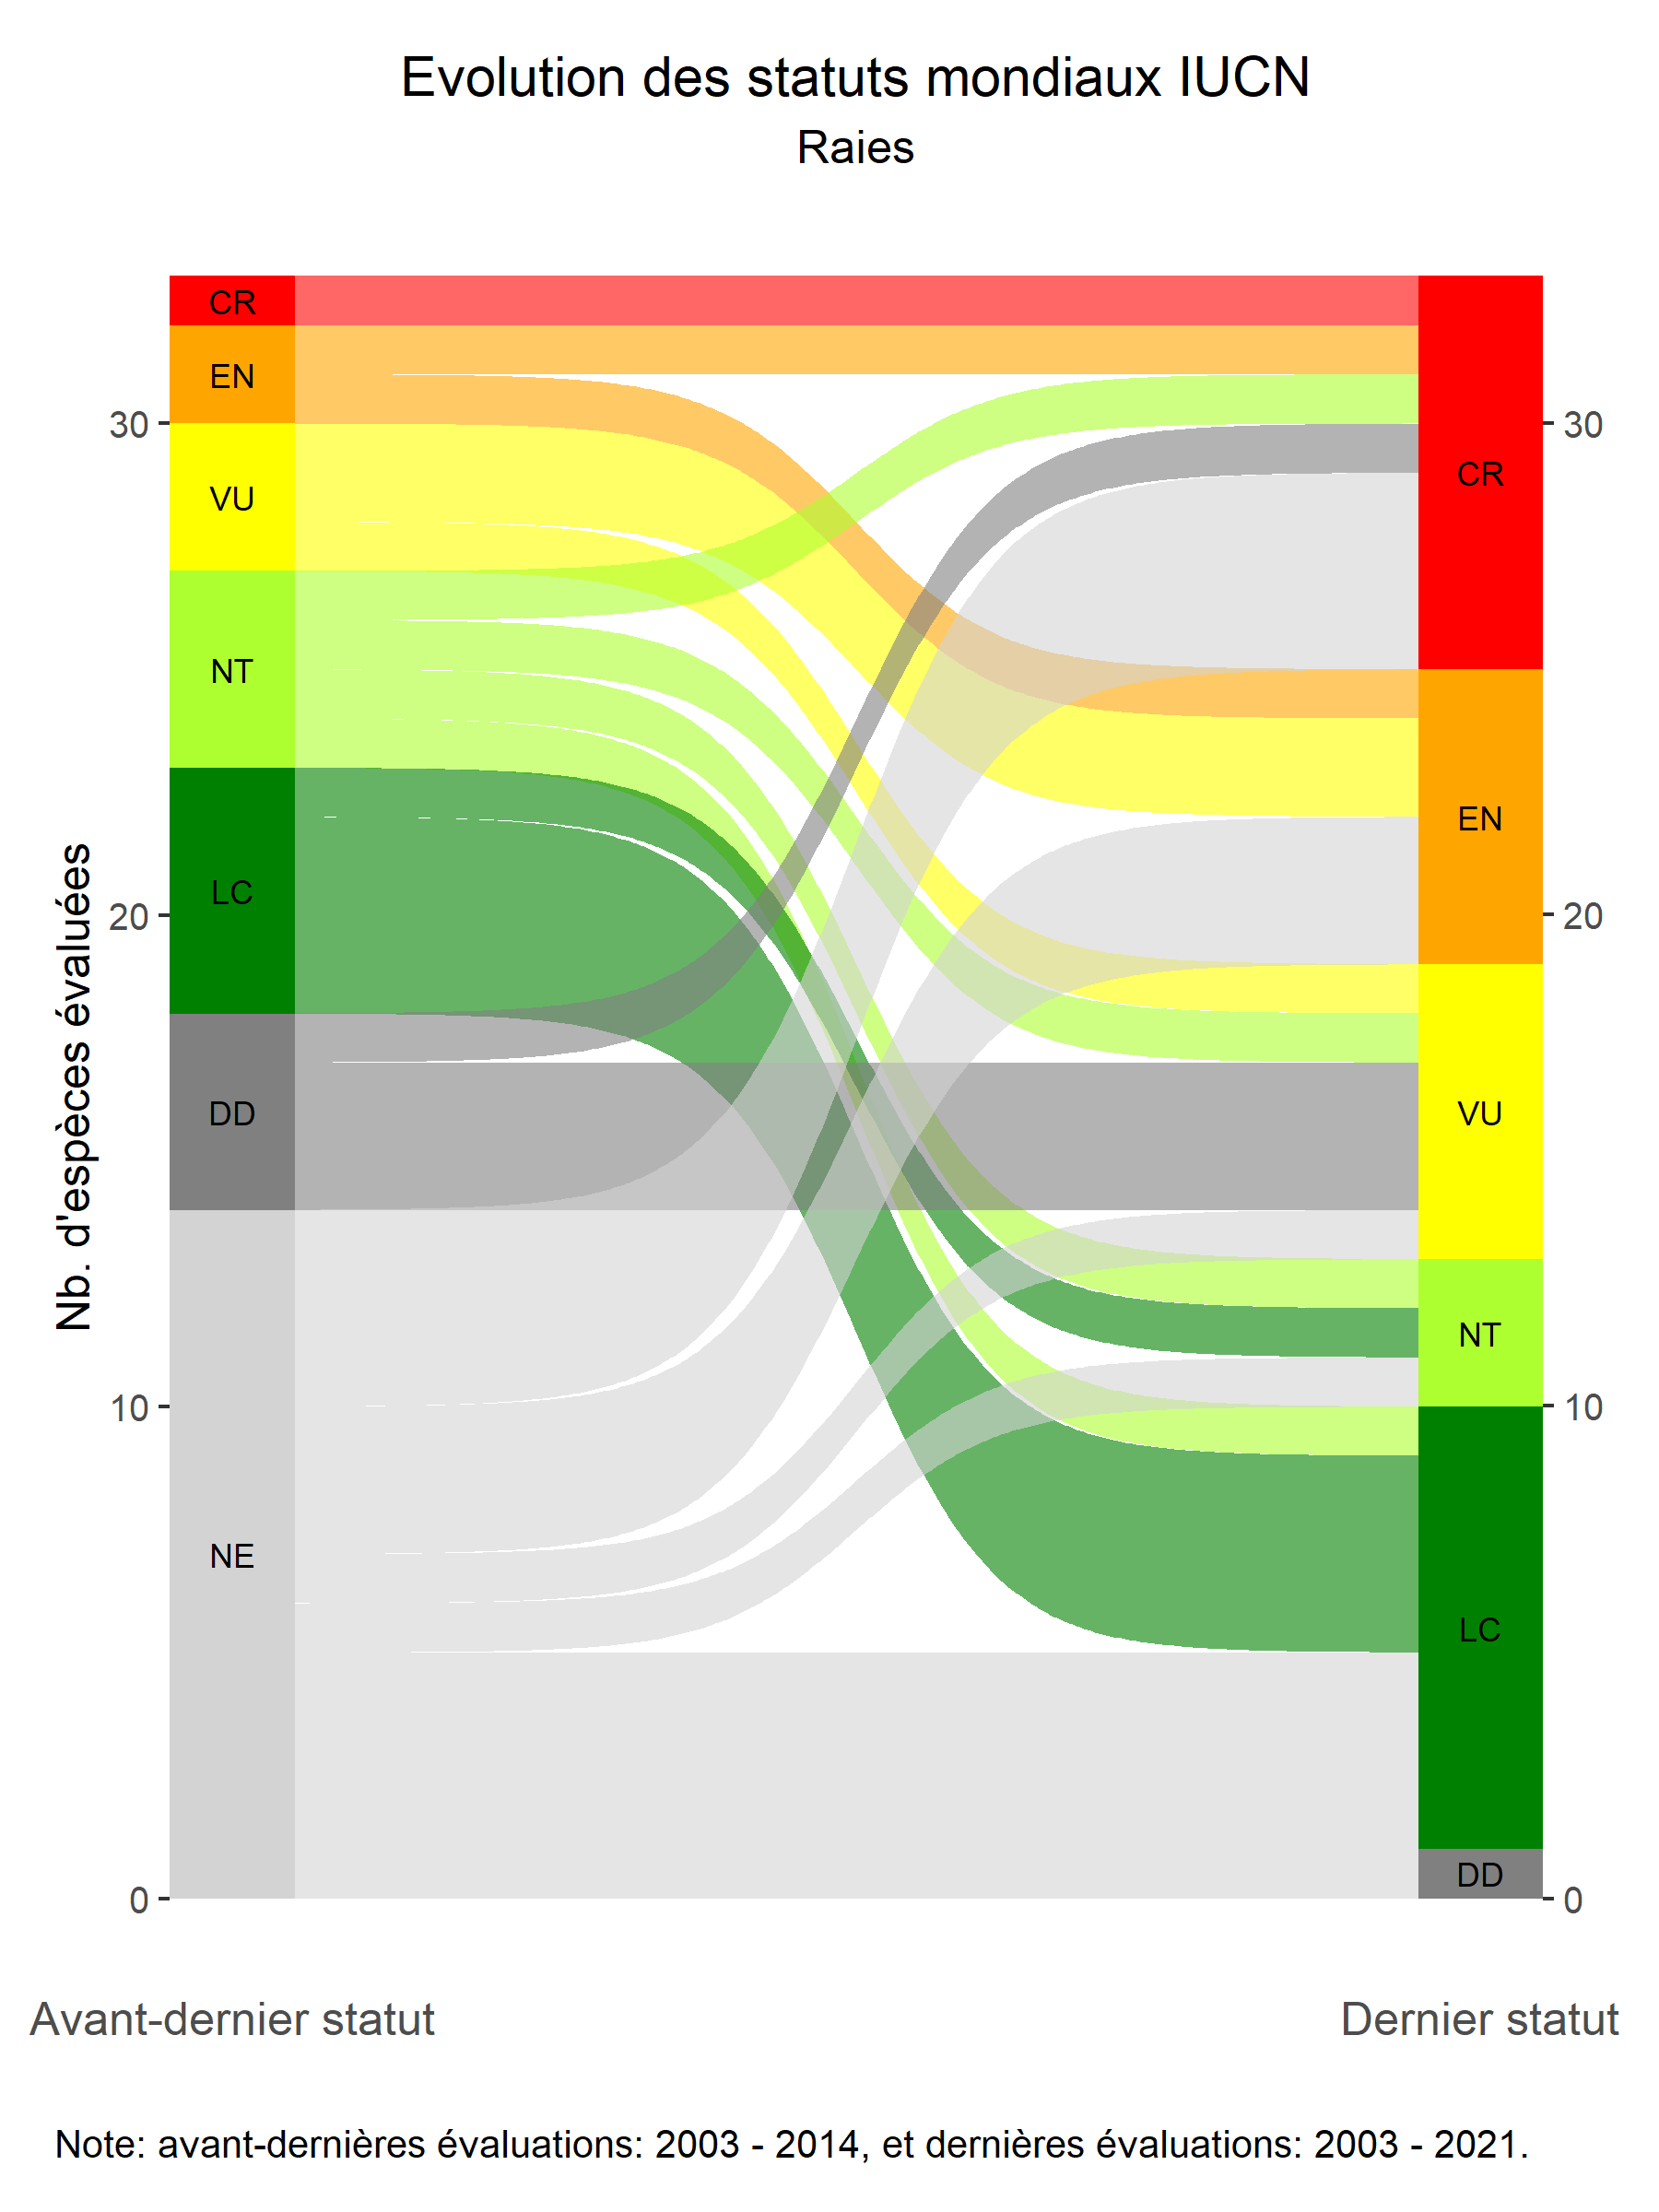 Evolution des statuts mondiaux IUCN
Raies
Nb. d'espèces évaluées
30
20
10
0
CR
EN
VU
NT
LC
DD
NE
CR
EN
VU
NT
LC
DD
30
20
10
0
Avant-dernier statut
Dernier statut
Note: avant-dernières évaluations: 2003 - 2014, et dernières évaluations: 2003 - 2021.